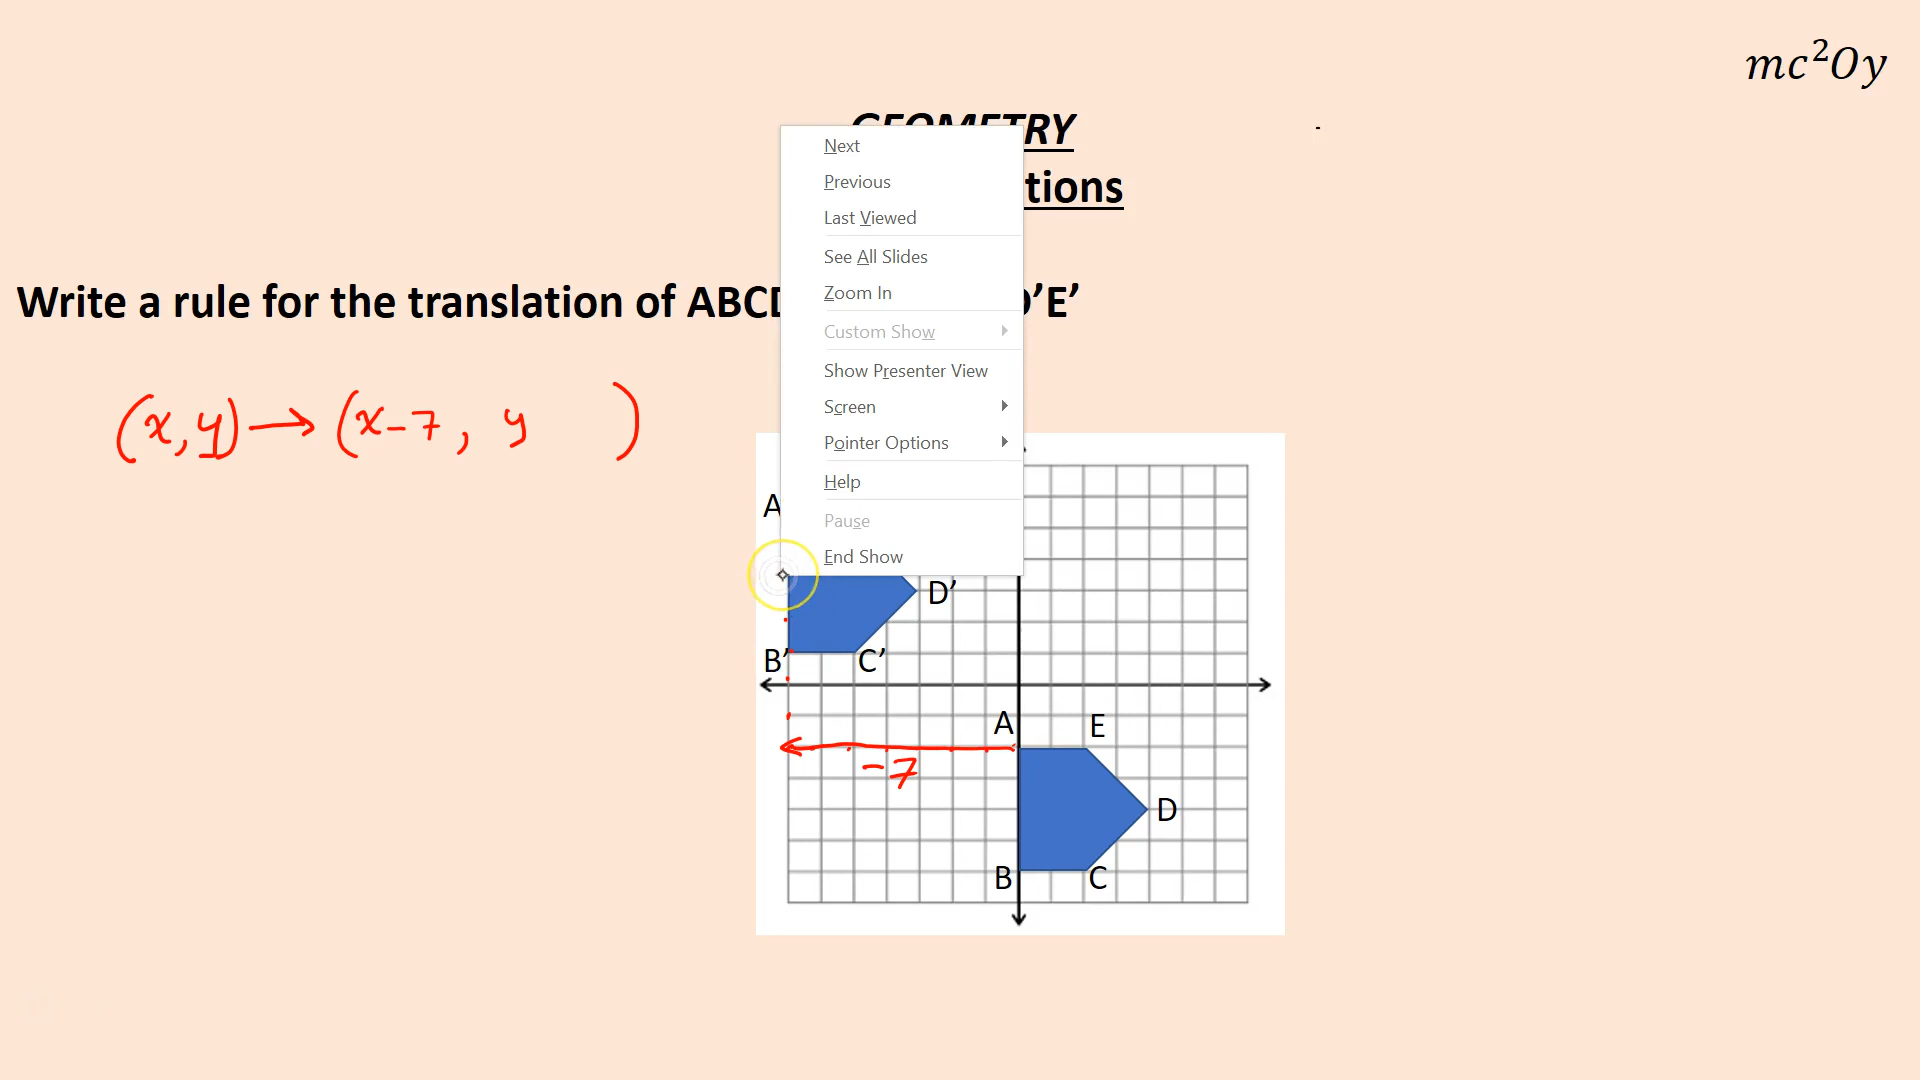 mc²Oy
GEOMETRY
tions
Write a rule for the translation of ABCD D’E’
(x, y) → (x-7, y )
Next
Previous
Last Viewed
See All Slides
Zoom In
Custom Show
Show Presenter View
Screen
Pointer Options
Help
Pause
End Show
A
D’
B’ C’
A E
-7
D
B C